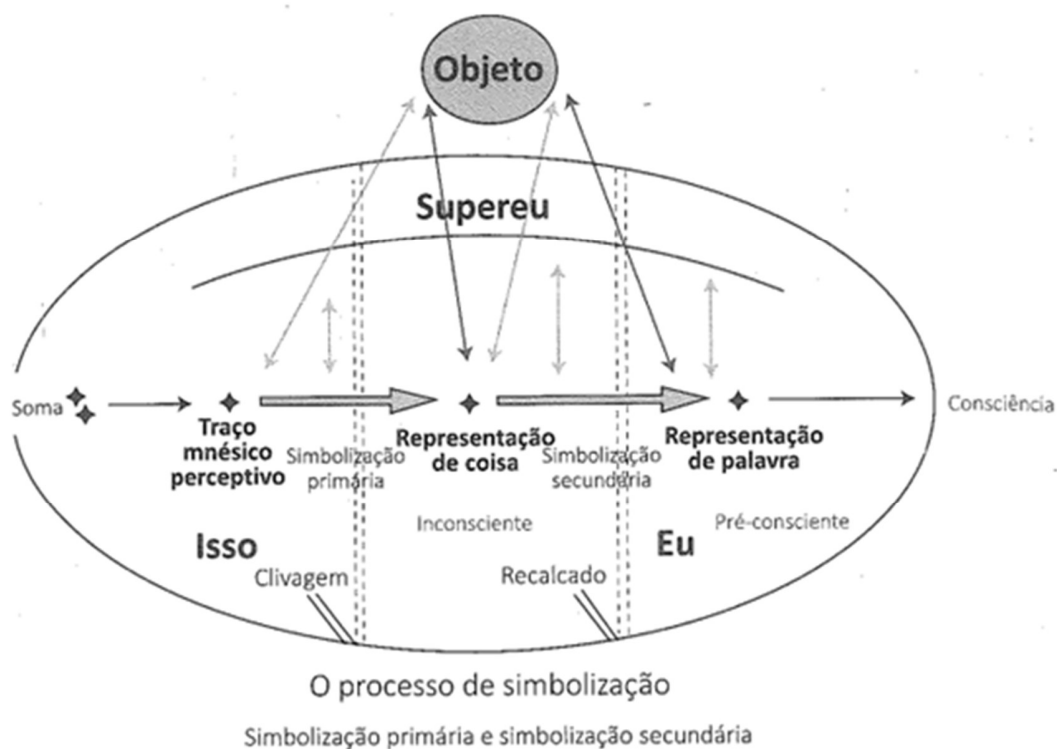 Objeto
Supereu
Soma
Traço
mnésico
perceptivo
Simbolização
primária
Representação
de coisa
Simbolização
secundária
Representação
de palavra
Consciência
Inconsciente
Pré-consciente
Isso
Eu
Clivagem
Recalcado
O processo de simbolização
Simbolização primária e simbolização secundária